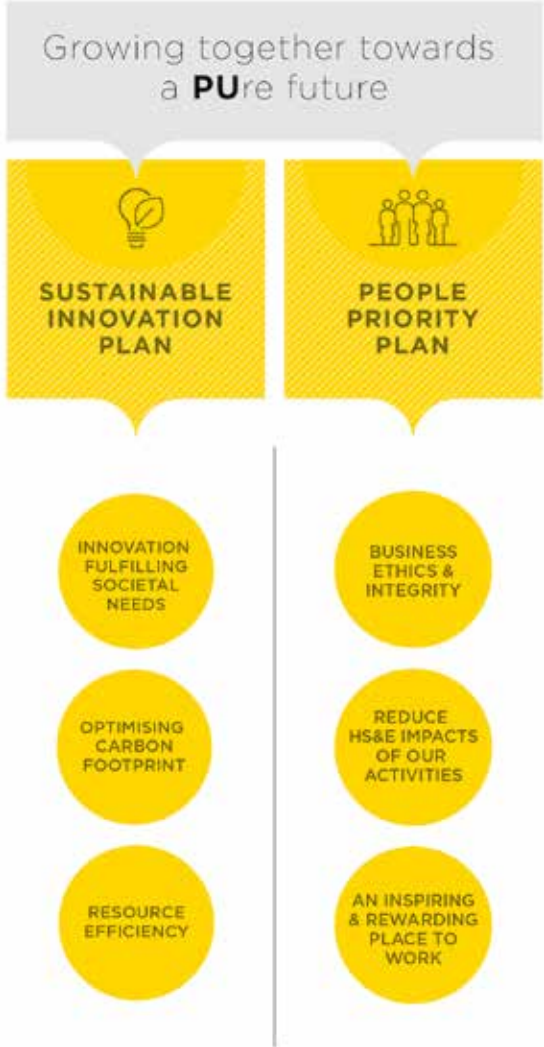 Growing together towards
a PUre future
SUSTAINABLE
INNOVATION
PLAN
INNOVATION
FULFILLING
SOCIETAL
NEEDS
OPTIMISING
CARBON
FOOTPRINT
RESOURCE
EFFICIENCY
PEOPLE
PRIORITY
PLAN
BUSINESS
ETHICS &
INTEGRITY
REDUCE
HS&E IMPACTS
OF OUR
ACTIVITIES
AN INSPIRING
& REWARDING
PLACE TO
WORK